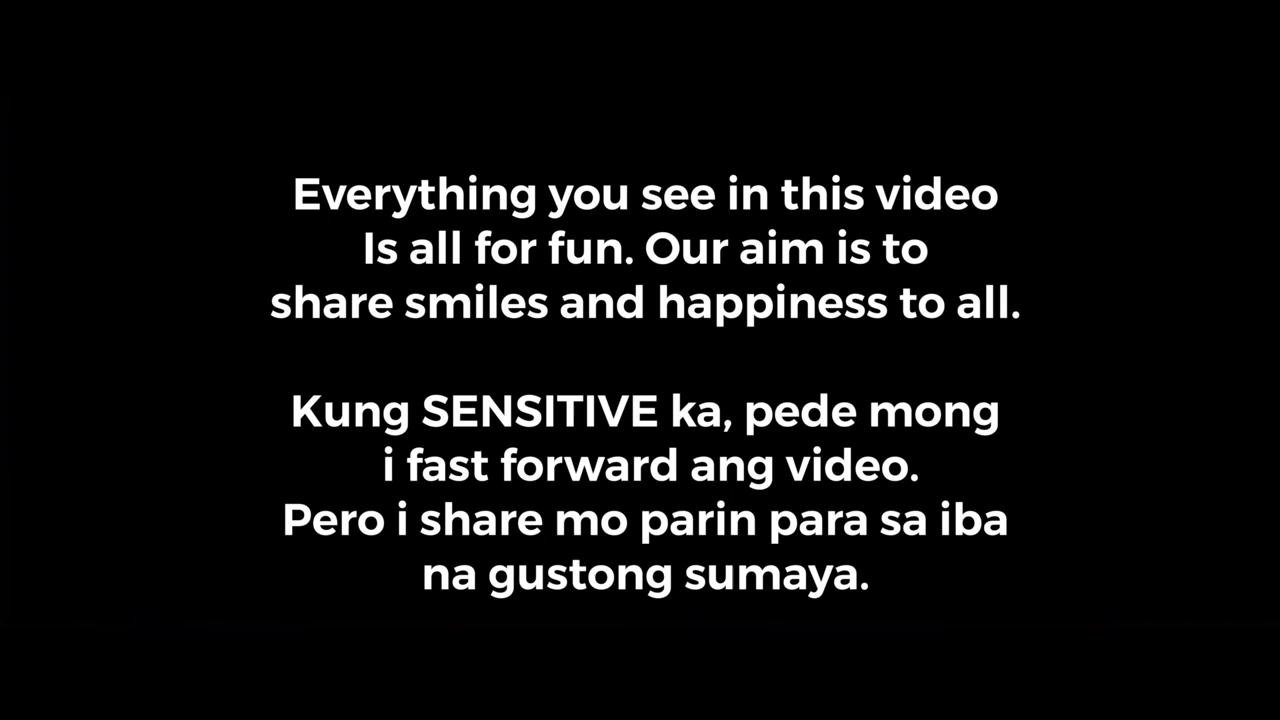 Everything you see in this video
Is all for fun. Our aim is to
share smiles and happiness to all.
Kung SENSITIVE ka, pede mong
i fast forward ang video.
Pero i share mo parin para sa iba
na gustong sumaya.